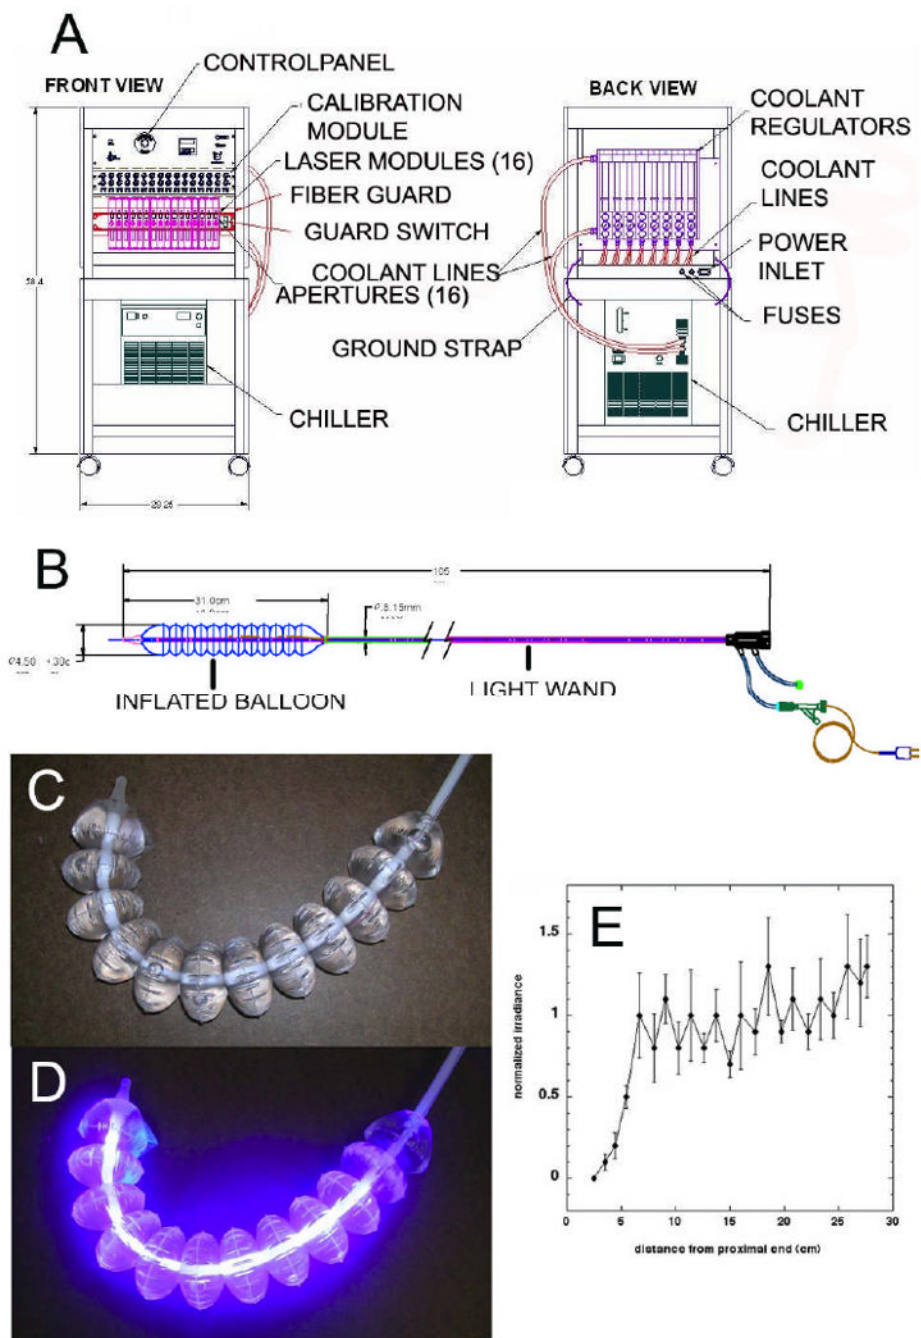 A
CONTROLPANEL
FRONT VIEW
CALIBRATION
MODULE
LASER MODULES (16)
FIBER GUARD
GUARD SWITCH
COOLANT LINES
APERTURES (16)
GROUND STRAP
CHILLER
BACK VIEW
COOLANT
REGULATORS
COOLANT
LINES
POWER
INLET
FUSES
CHILLER
B
105
INFLATED BALLOON
LIGHT WAND
C
D
E
normalized irradiance
1.5
1
0.5
0
0 5 10 15 20 25 30
distance from proximal end (cm)